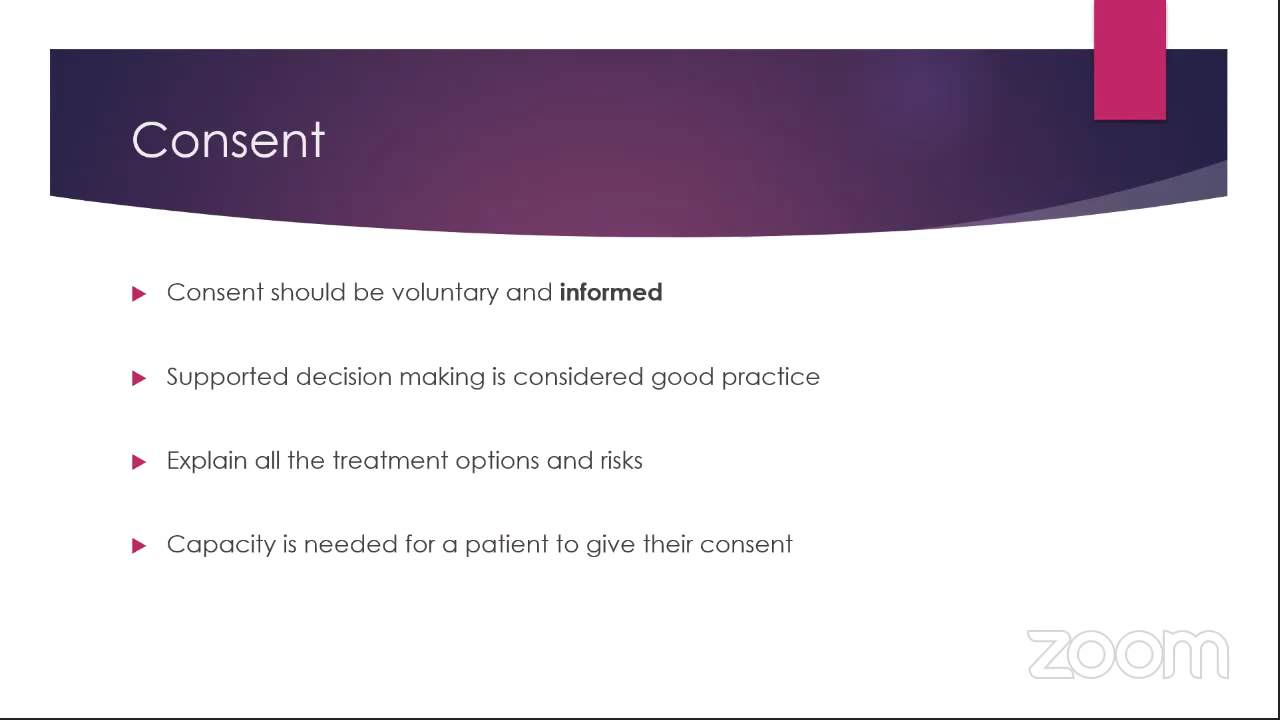 Consent
Consent should be voluntary and informed
Supported decision making is considered good practice
Explain all the treatment options and risks
Capacity is needed for a patient to give their consent
zoom